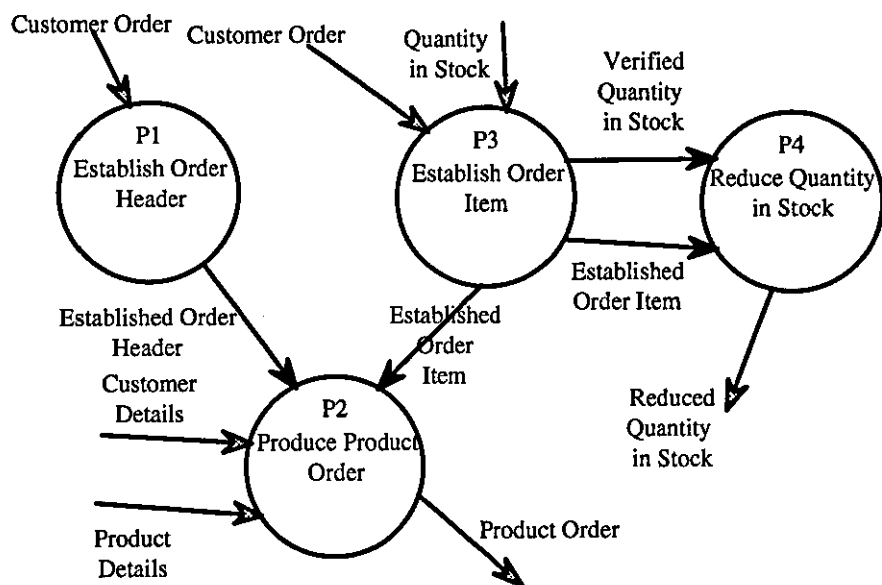 Customer Order
Customer Order
Quantity
in Stock
Verified
Quantity
in Stock
P1
Establish Order
Header
P3
Establish Order
Item
P4
Reduce Quantity
in Stock
Established Order
Header
Established
Order
Item
Established
Order Item
Customer
Details
P2
Produce Product
Order
Reduced
Quantity
in Stock
Product
Details
Product Order